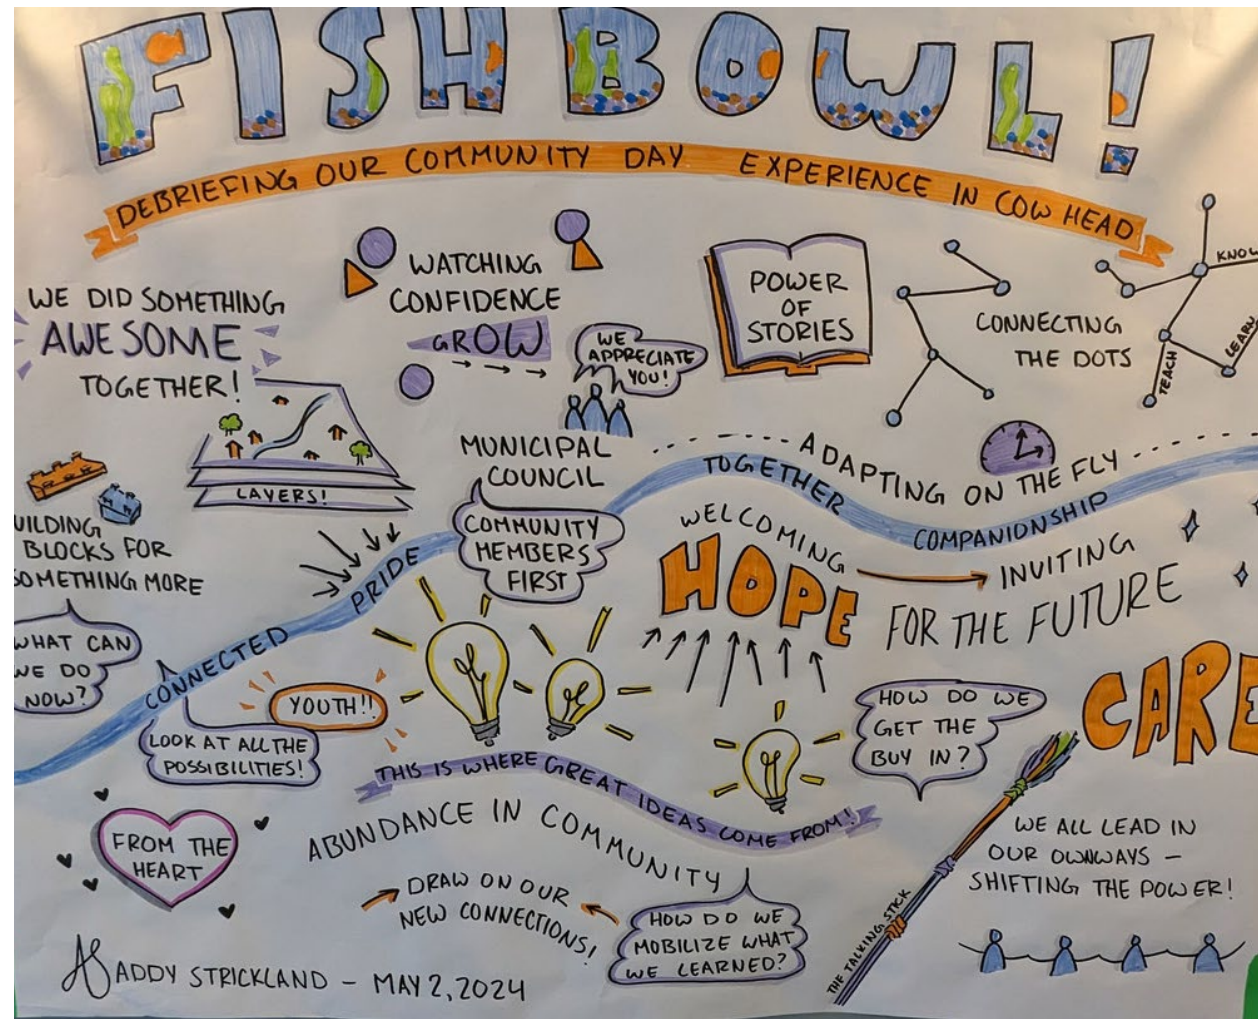 FISHBOWL!
DEBRIEFING OUR COMMUNITY DAY EXPERIENCE IN COW HEAD
WE DID SOMETHING
AWESOME
TOGETHER!
LAYERS!
WATCHING
CONFIDENCE
GROW
WE
APPRECIATE
YOU!
POWER
OF
STORIES
CONNECTING
THE DOTS
KNOW
LEARN
TEACH
UILDING
BLOCKS FOR
SOMETHING MORE
WHAT CAN
WE DO
NOW?
MUNICIPAL
COUNCIL
COMMUNITY
MEMBERS
FIRST
ADAPTING ON THE FLY
CONNECTED PRIDE TOGETHER COMPANIONSHIP
WELCOMING
HOPE
INVITING
FOR THE FUTURE
CARE
YOUTH!!
LOOK AT ALL THE
POSSIBILITIES!
THIS IS WHERE GREAT IDEAS COME FROM!
HOW DO WE
GET THE
BUY IN?
FROM THE
HEART
ABUNDANCE IN COMMUNITY
DRAW ON OUR
NEW CONNECTIONS!
HOW DO WE
MOBILIZE WHAT
WE LEARNED?
THE TALKING STICK
WE ALL LEAD IN
OUR OWN WAYS –
SHIFTING THE POWER!
AS ADDY STRICKLAND – MAY 2, 2024